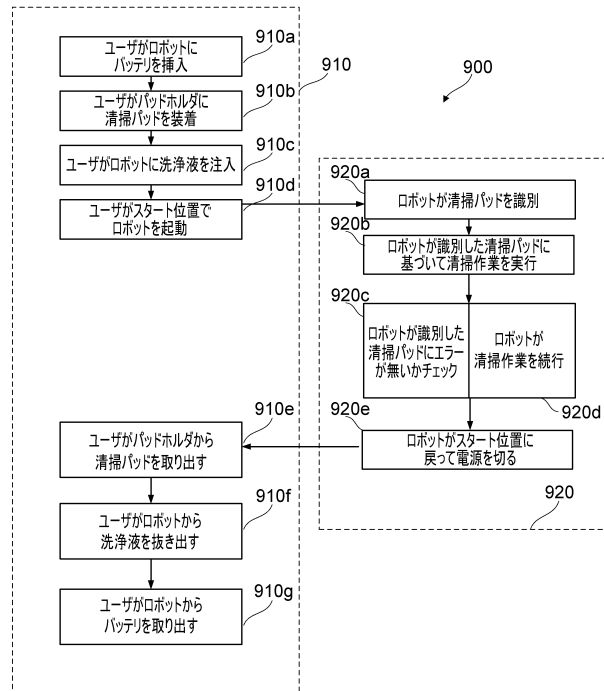 910a
ユーザがロボットに
バッテリを挿入
910
910b
ユーザがパッドホルダに
清掃パッドを装着
910c
ユーザがロボットに洗浄液を注入
910d
ユーザがスタート位置で
ロボットを起動
900
920a
ロボットが清掃パッドを識別
920b
ロボットが識別した清掃パッドに
基づいて清掃作業を実行
920c
ロボットが識別した
清掃パッドにエラー
が無いかチェック
ロボットが
清掃作業を続行
920d
920e
ロボットがスタート位置に
戻って電源を切る
920
910e
ユーザがパッドホルダから
清掃パッドを取り出す
910f
ユーザがロボットから
洗浄液を抜き出す
910g
ユーザがロボットから
バッテリを取り出す